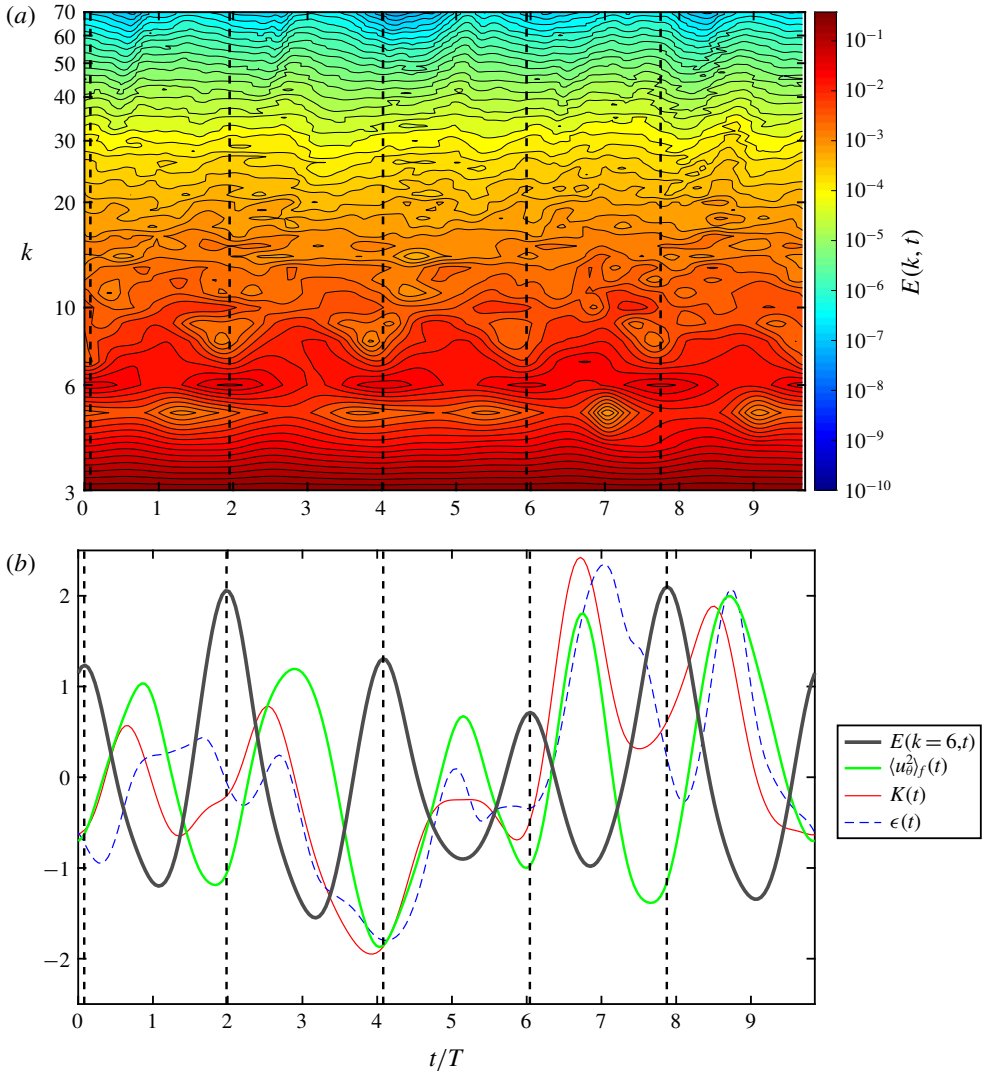 (a)
70
60
50
40
30
20
k
10
6
3
0 1 2 3 4 5 6 7 8 9
10⁻¹
10⁻²
10⁻³
10⁻⁴
10⁻⁵
10⁻⁶
10⁻⁷
10⁻⁸
10⁻⁹
10⁻¹⁰
E(k, t)
(b)
2
1
0
−1
−2
0 1 2 3 4 5 6 7 8 9
t/T
E(k = 6,t)
⟨u²_θ⟩_f(t)
K(t)
ϵ(t)